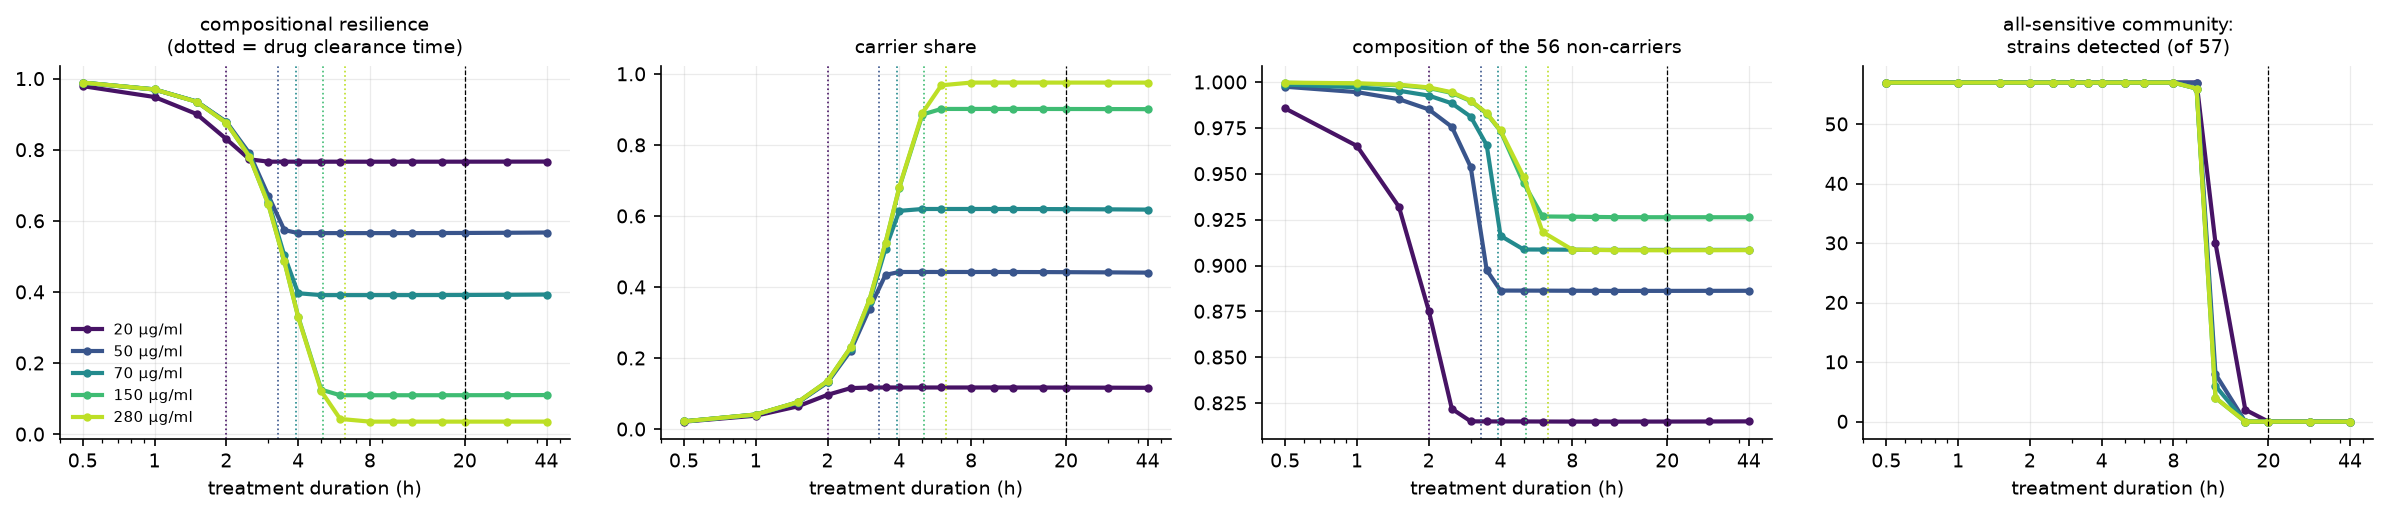 compositional resilience
(dotted = drug clearance time)
1.0
0.8
0.6
0.4
0.2
0.0
20 µg/ml
50 µg/ml
70 µg/ml
150 µg/ml
280 µg/ml
0.5 1 2 4 8 20 44
treatment duration (h)
carrier share
1.0
0.8
0.6
0.4
0.2
0.0
0.5 1 2 4 8 20 44
treatment duration (h)
composition of the 56 non-carriers
1.000
0.975
0.950
0.925
0.900
0.875
0.850
0.825
0.5 1 2 4 8 20 44
treatment duration (h)
all-sensitive community:
strains detected (of 57)
50
40
30
20
10
0
0.5 1 2 4 8 20 44
treatment duration (h)